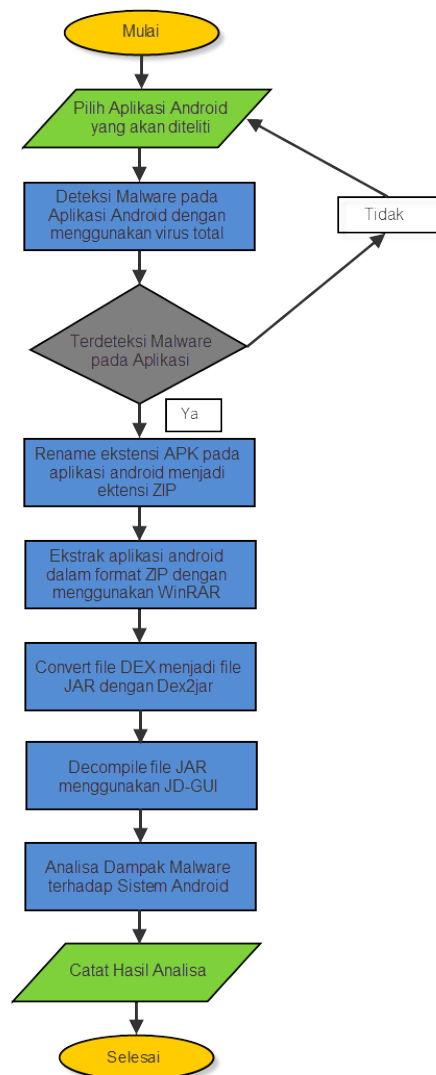 Mulai
Pilih Aplikasi Android
yang akan diteliti
Deteksi Malware pada
Aplikasi Android dengan
menggunakan virus total
Tidak
Terdeteksi Malware
pada Aplikasi
Ya
Rename ekstensi APK pada
aplikasi android menjadi
ektensi ZIP
Ekstrak aplikasi android
dalam format ZIP dengan
menggunakan WinRAR
Convert file DEX menjadi file
JAR dengan Dex2jar
Decompile file JAR
menggunakan JD-GUI
Analisa Dampak Malware
terhadap Sistem Android
Catat Hasil Analisa
Selesai